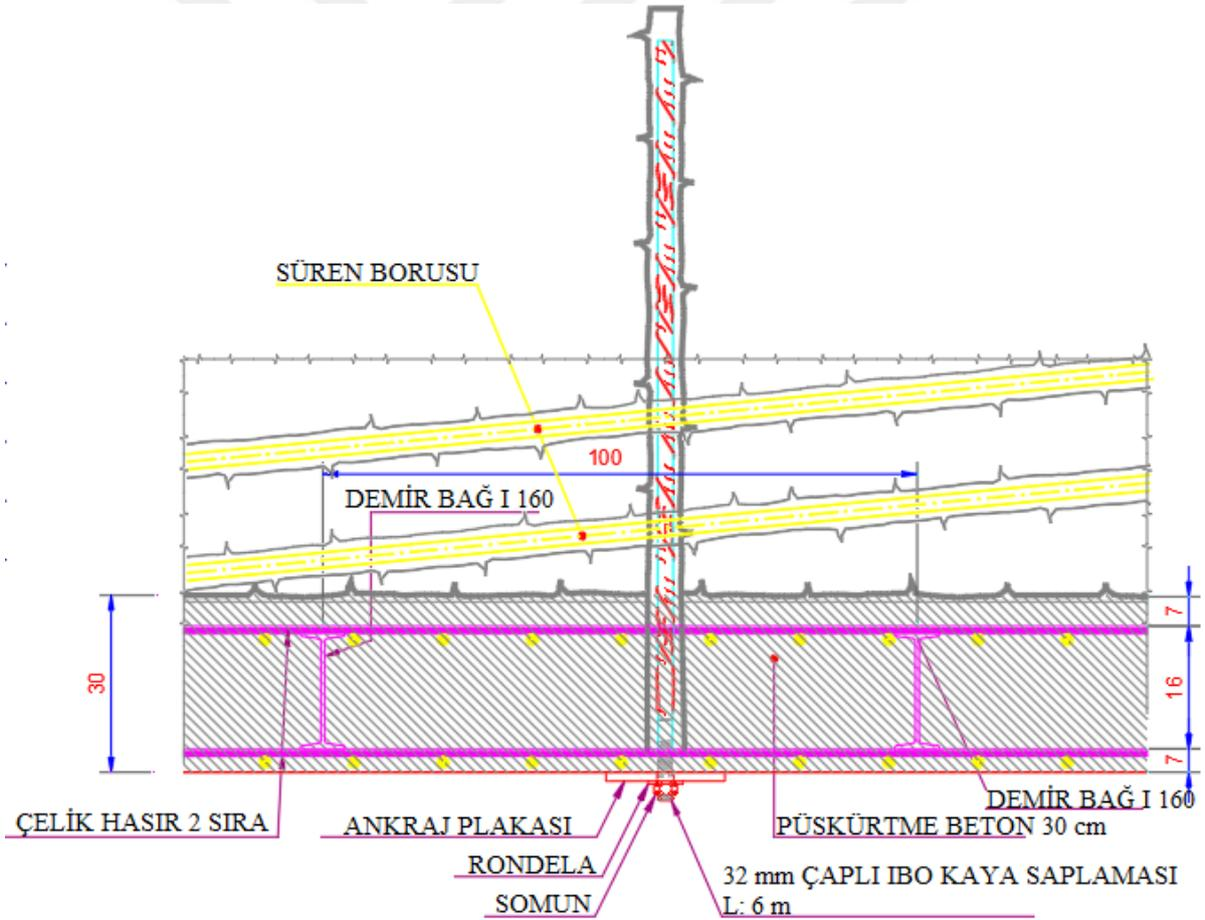 SÜREN BORUSU
100
DEMİR BAĞ I 160
7
30
16
7
DEMİR BAĞ I 160
ÇELİK HASIR 2 SIRA
ANKRAJ PLAKASI
PÜSKÜRTME BETON 30 cm
RONDELA
32 mm ÇAPLI IBO KAYA SAPLAMASI
SOMUN
L: 6 m